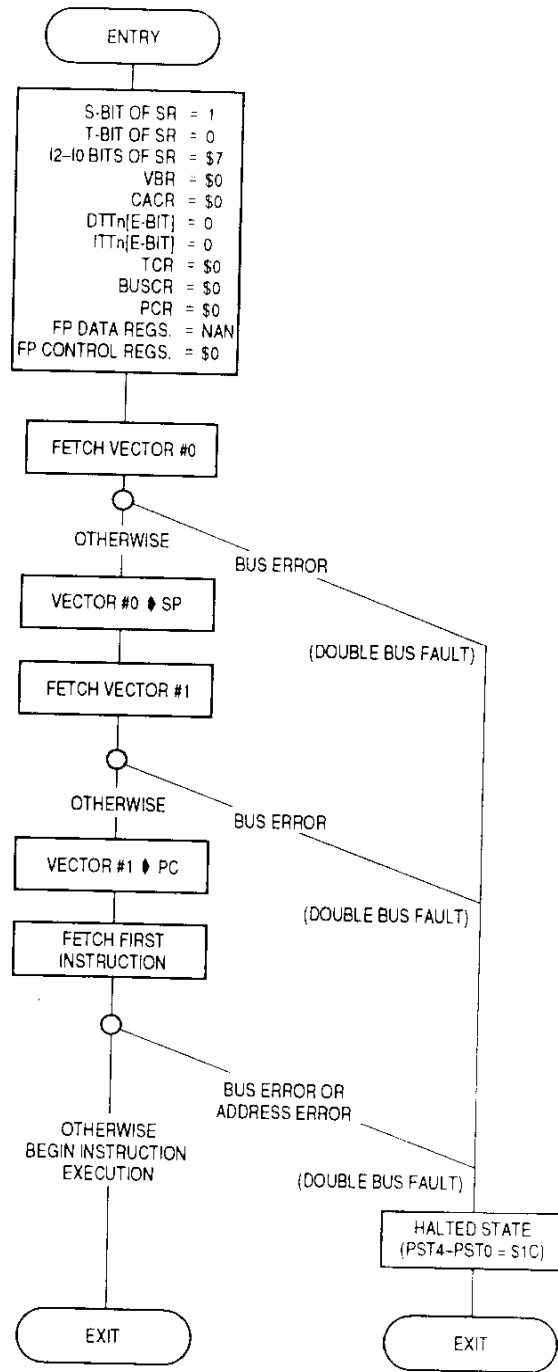 ENTRY
S-BIT OF SR = 1
T-BIT OF SR = 0
I2–I0 BITS OF SR = $7
VBR = $0
CACR = $0
DTTn[E-BIT] = 0
ITTn[E-BIT] = 0
TCR = $0
BUSCR = $0
PCR = $0
FP DATA REGS. = NAN
FP CONTROL REGS. = $0
FETCH VECTOR #0
OTHERWISE
BUS ERROR
VECTOR #0 ➧ SP
(DOUBLE BUS FAULT)
FETCH VECTOR #1
OTHERWISE
BUS ERROR
VECTOR #1 ➧ PC
(DOUBLE BUS FAULT)
FETCH FIRST
INSTRUCTION
BUS ERROR OR
ADDRESS ERROR
OTHERWISE
BEGIN INSTRUCTION
EXECUTION
(DOUBLE BUS FAULT)
HALTED STATE
(PST4–PST0 = $1C)
EXIT
EXIT